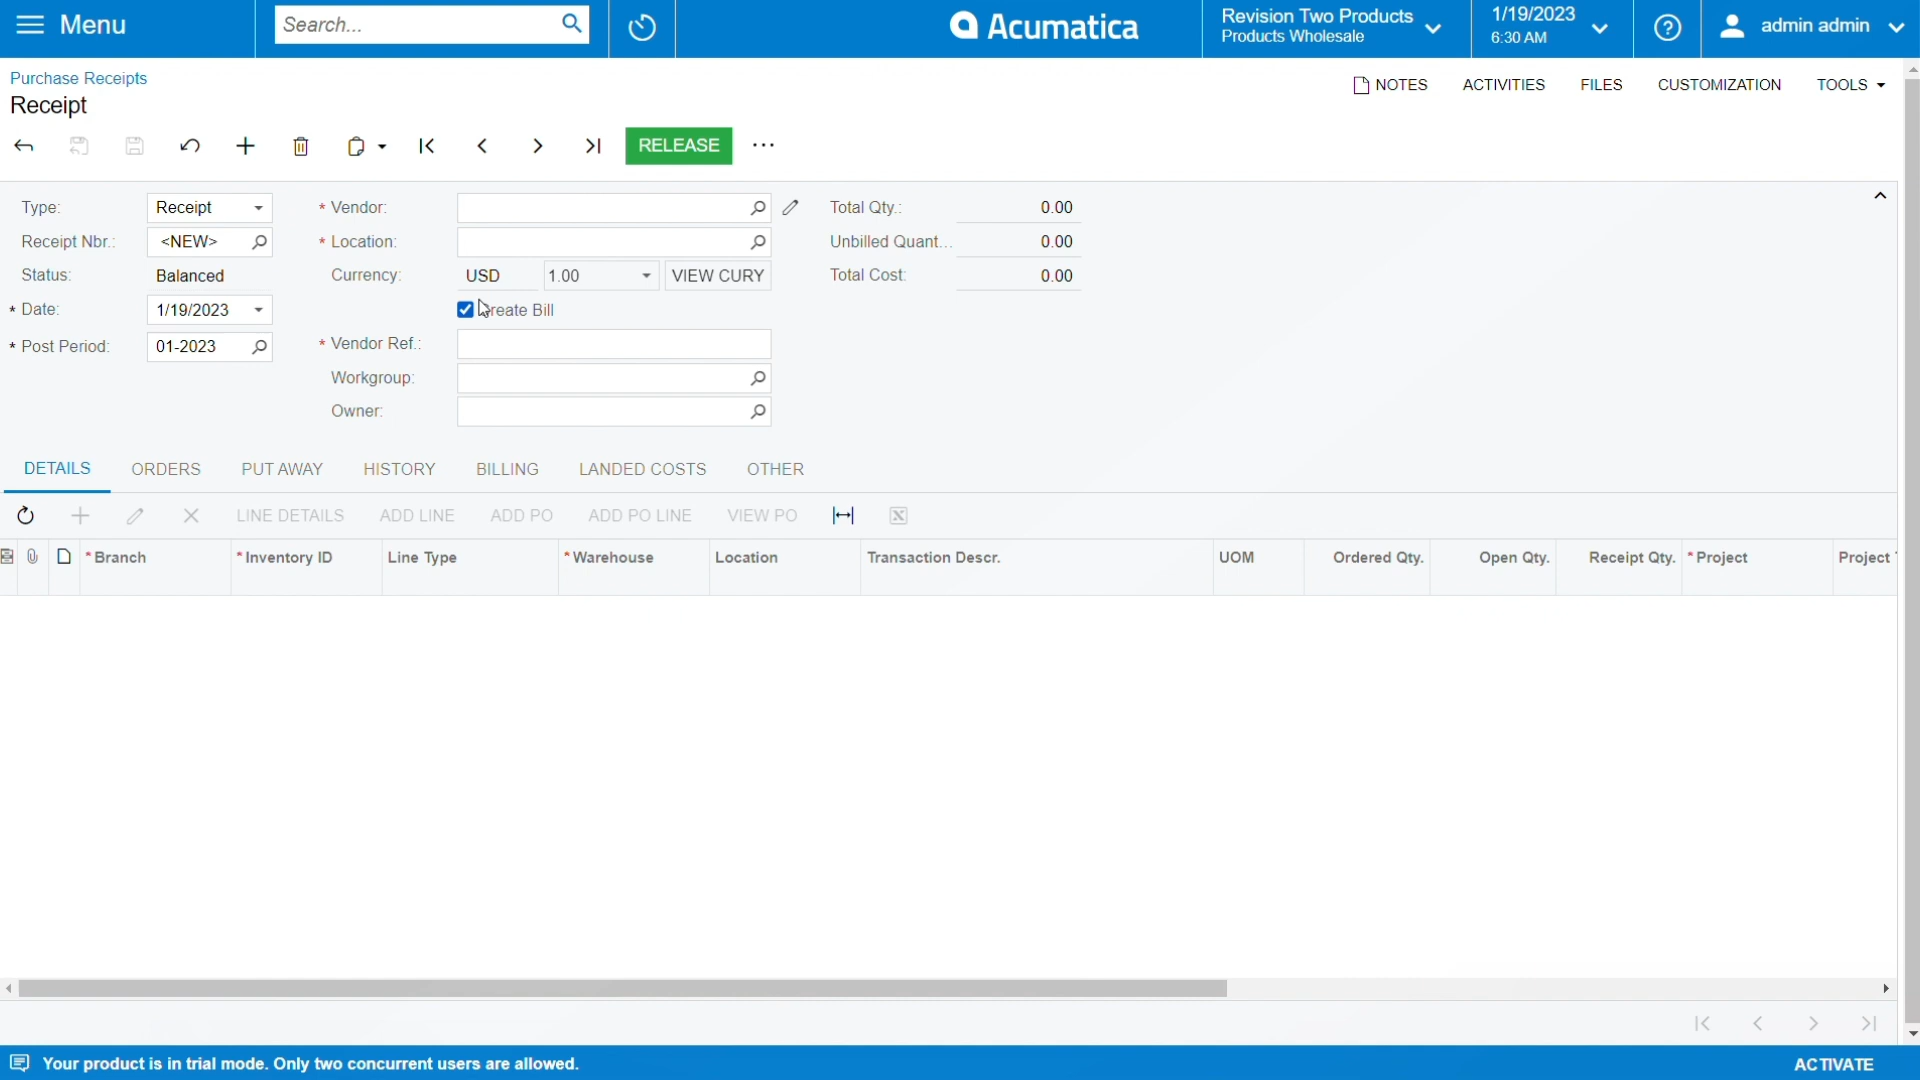 Menu
Search...
Acumatica
Revision Two Products
Products Wholesale
1/19/2023
6:30 AM
admin admin
Purchase Receipts
Receipt
NOTES ACTIVITIES FILES CUSTOMIZATION TOOLS
RELEASE ...
Type: Receipt * Vendor: Total Qty.: 0.00
Receipt Nbr.: <NEW> * Location: Unbilled Quant... 0.00
Status: Balanced Currency: USD 1.00 VIEW CURY Total Cost: 0.00
* Date: 1/19/2023 Create Bill
* Post Period: 01-2023 * Vendor Ref.:
Workgroup:
Owner:
DETAILS ORDERS PUT AWAY HISTORY BILLING LANDED COSTS OTHER
LINE DETAILS ADD LINE ADD PO ADD PO LINE VIEW PO
* Branch * Inventory ID Line Type * Warehouse Location Transaction Descr. UOM Ordered Qty. Open Qty. Receipt Qty. * Project Project
Your product is in trial mode. Only two concurrent users are allowed. ACTIVATE